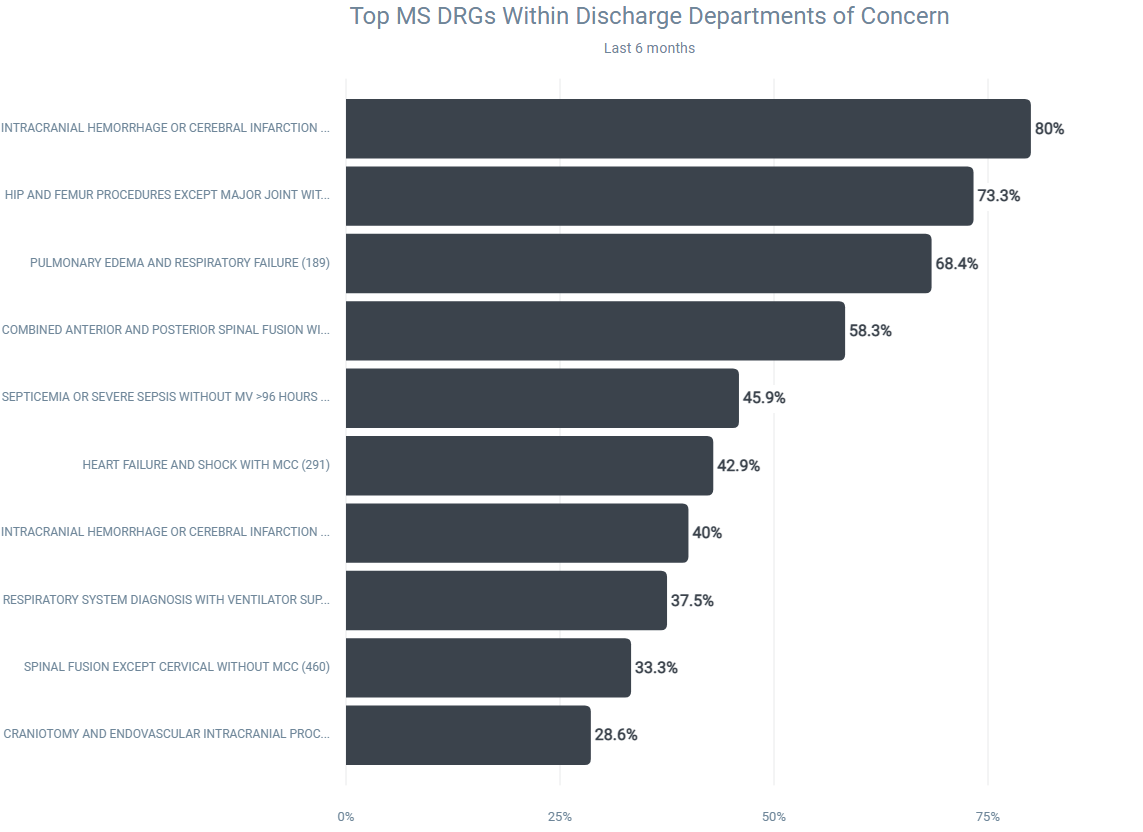 Top MS DRGs Within Discharge Departments of Concern
Last 6 months
INTRACRANIAL HEMORRHAGE OR CEREBRAL INFARCTION ... 80%
HIP AND FEMUR PROCEDURES EXCEPT MAJOR JOINT WIT... 73.3%
PULMONARY EDEMA AND RESPIRATORY FAILURE (189) 68.4%
COMBINED ANTERIOR AND POSTERIOR SPINAL FUSION WI... 58.3%
SEPTICEMIA OR SEVERE SEPSIS WITHOUT MV >96 HOURS ... 45.9%
HEART FAILURE AND SHOCK WITH MCC (291) 42.9%
INTRACRANIAL HEMORRHAGE OR CEREBRAL INFARCTION ... 40%
RESPIRATORY SYSTEM DIAGNOSIS WITH VENTILATOR SUP... 37.5%
SPINAL FUSION EXCEPT CERVICAL WITHOUT MCC (460) 33.3%
CRANIOTOMY AND ENDOVASCULAR INTRACRANIAL PROC... 28.6%
0% 25% 50% 75%